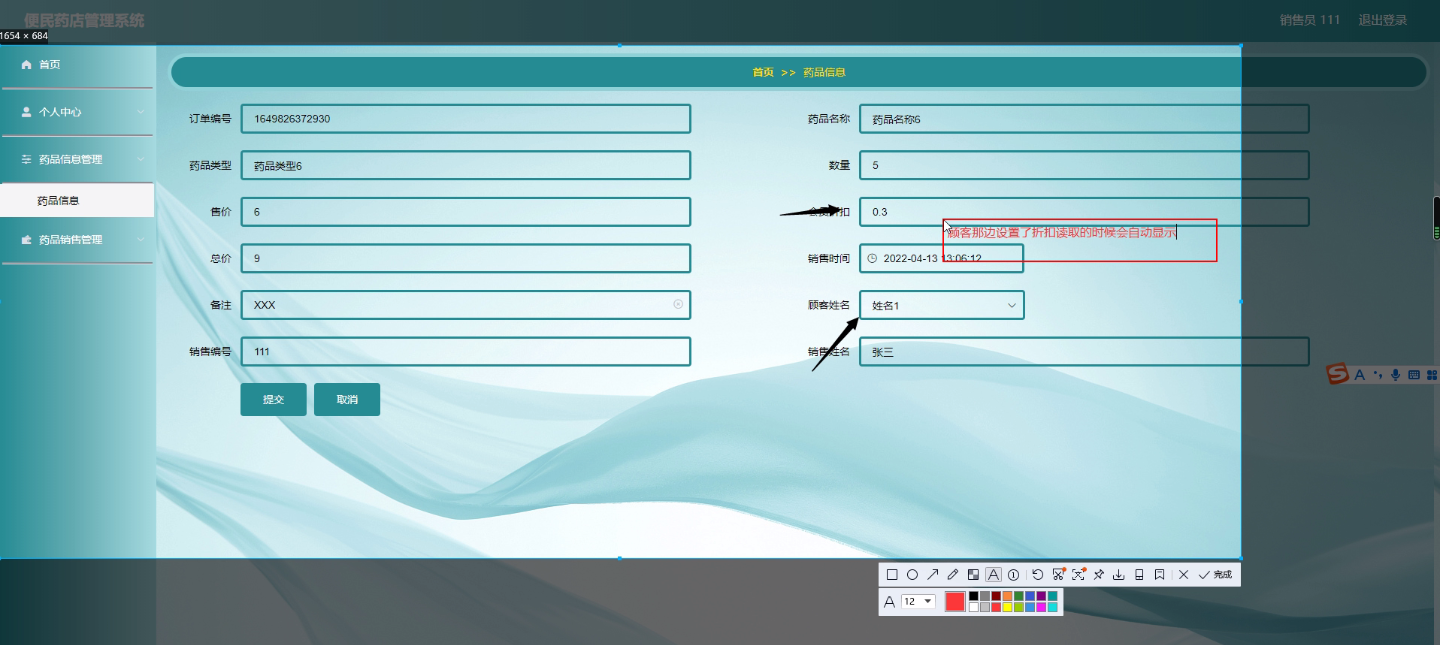 便民药店管理系统
销售员 111 退出登录
1654 × 684
首页
首页 >> 药品信息
个人中心
药品信息管理
药品信息
药品销售管理
订单编号 1649826372930 药品名称 药品名称6
药品类型 药品类型6 数量 5
售价 6 会员折扣 0.3
顾客那边设置了折扣读取的时候会自动显示
总价 9 销售时间 2022-04-13 13:06:12
备注 XXX 顾客姓名 姓名1
销售编号 111 销售姓名 张三
提交 取消
完成
A 12